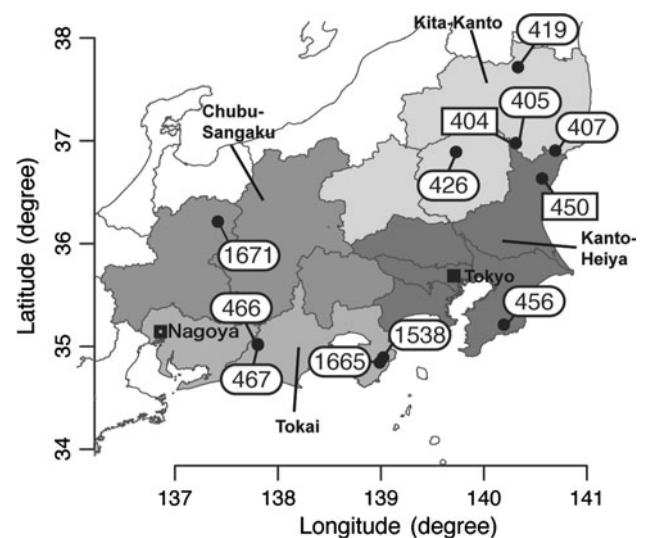 Kita-Kanto
419
38
Chubu-
Sangaku
405
404
407
37
426
450
36
1671
Kanto-
Heiya
Tokyo
466
456
Nagoya
1538
35
1665
467
Tokai
34
Latitude (degree)
137
138
139
140
141
Longitude (degree)